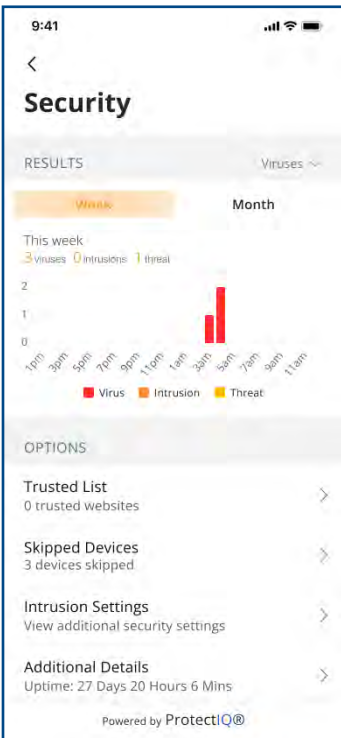 9:41
Security
RESULTS Viruses
Week Month
This week
3 viruses 0 intrusions 1 threat
2
1
0
1pm 3pm 5pm 7pm 9pm 11pm 1am 3am 5am 7am 9am 11am
Virus Intrusion Threat
OPTIONS
Trusted List
0 trusted websites
Skipped Devices
3 devices skipped
Intrusion Settings
View additional security settings
Additional Details
Uptime: 27 Days 20 Hours 6 Mins
Powered by ProtectIQ®